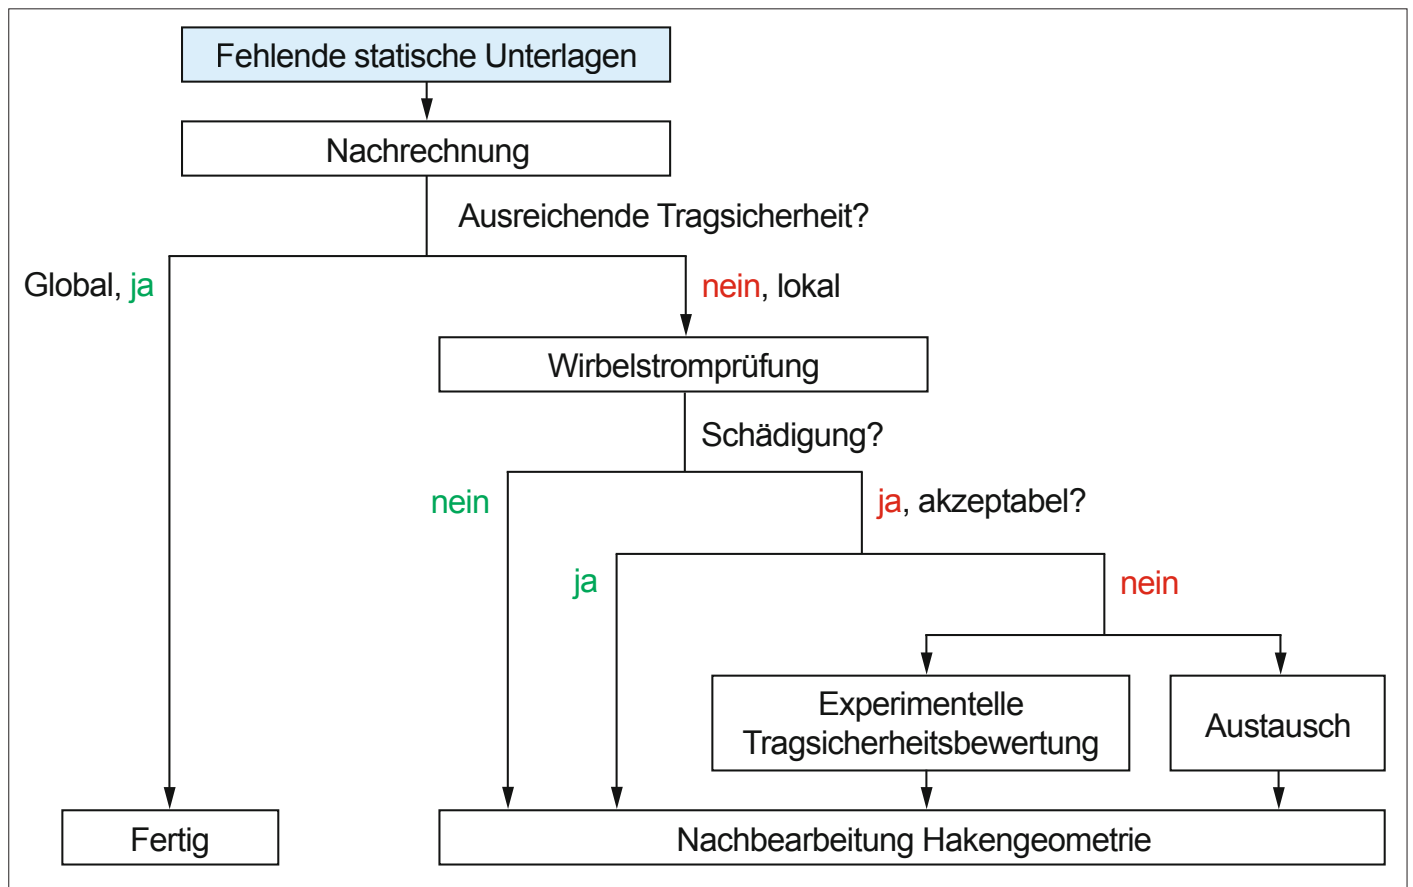 Fehlende statische Unterlagen
Nachrechnung
Ausreichende Tragsicherheit?
Global, ja
nein, lokal
Wirbelstromprüfung
Schädigung?
nein
ja, akzeptabel?
ja
nein
Experimentelle
Tragsicherheitsbewertung
Austausch
Fertig
Nachbearbeitung Hakengeometrie